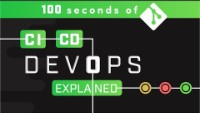 100 seconds of
CI CD
DEVOPS
EXPLAINED